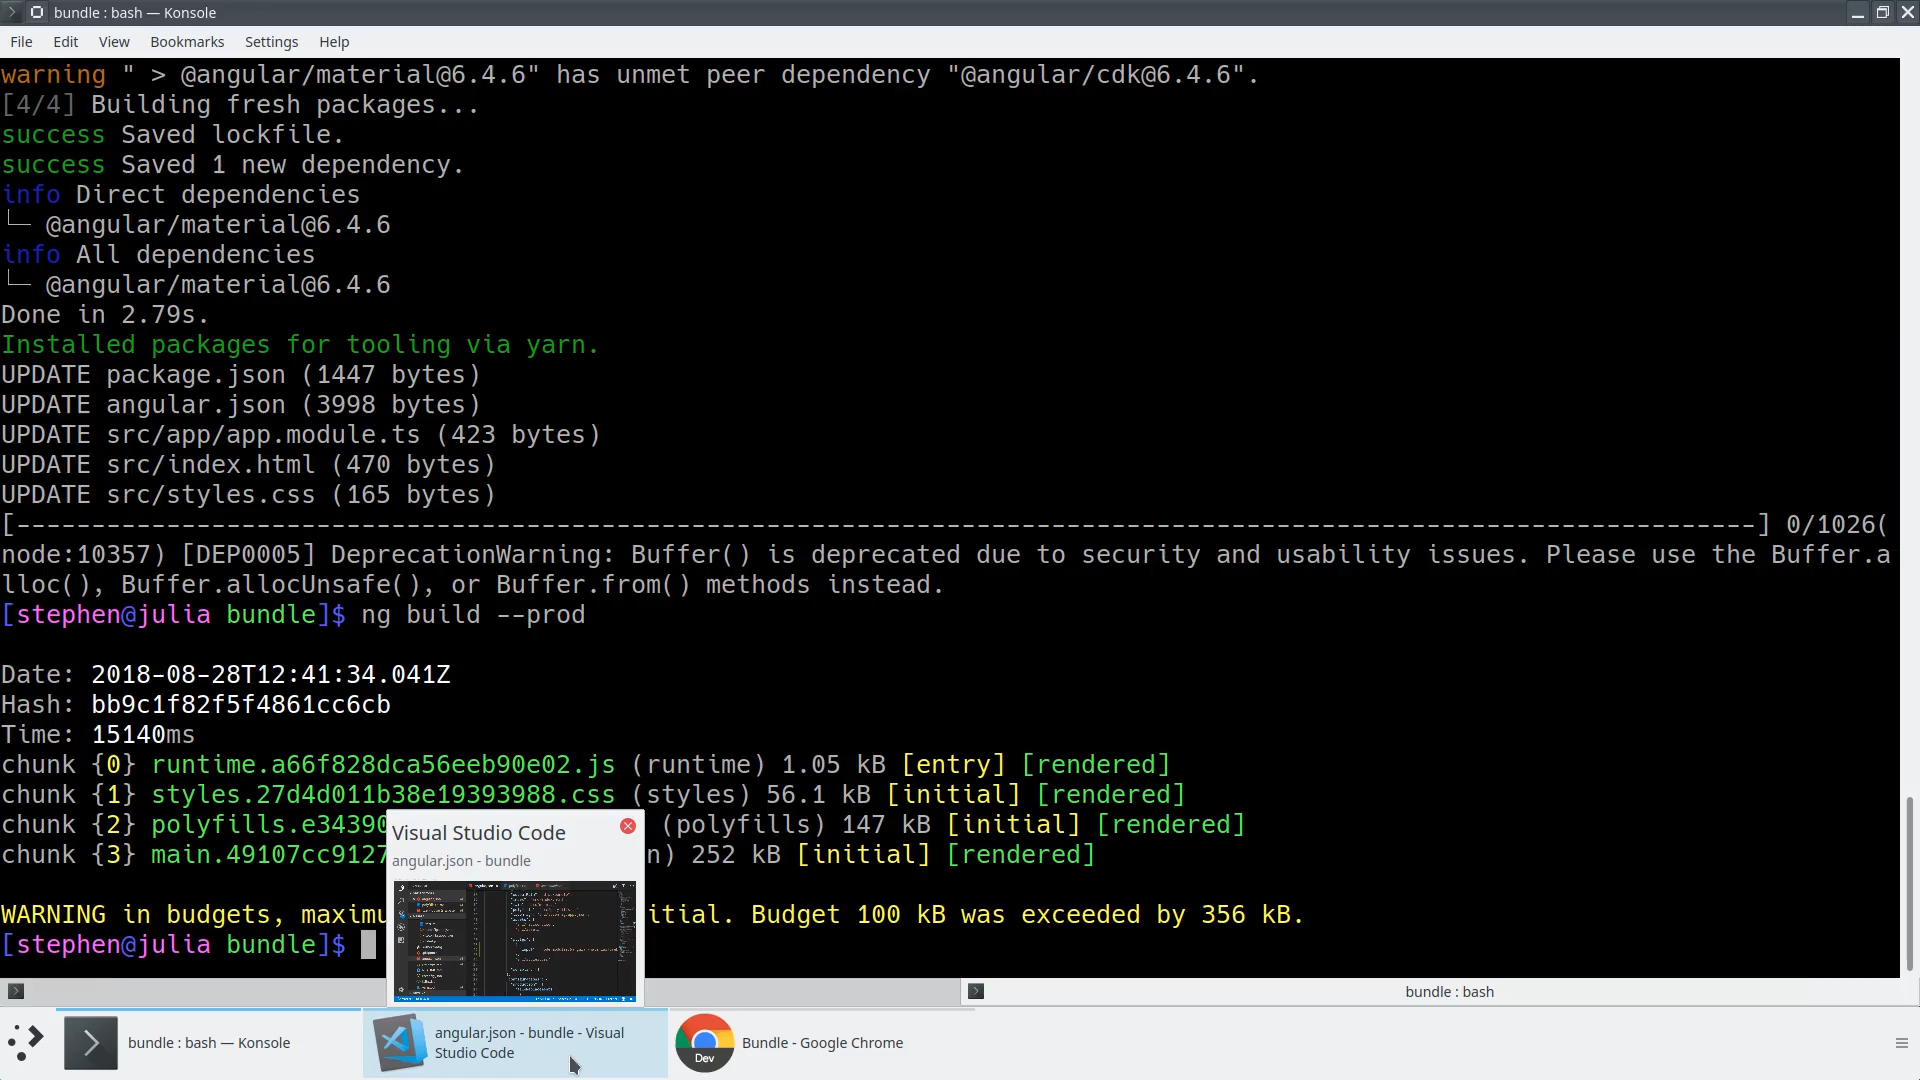 bundle : bash — Konsole
File Edit View Bookmarks Settings Help
warning " > @angular/material@6.4.6" has unmet peer dependency "@angular/cdk@6.4.6".
[4/4] Building fresh packages...
success Saved lockfile.
success Saved 1 new dependency.
info Direct dependencies
└─ @angular/material@6.4.6
info All dependencies
└─ @angular/material@6.4.6
Done in 2.79s.
Installed packages for tooling via yarn.
UPDATE package.json (1447 bytes)
UPDATE angular.json (3998 bytes)
UPDATE src/app/app.module.ts (423 bytes)
UPDATE src/index.html (470 bytes)
UPDATE src/styles.css (165 bytes)
[--------------------------------------------------------------------------------------------------------------------] 0/1026(
node:10357) [DEP0005] DeprecationWarning: Buffer() is deprecated due to security and usability issues. Please use the Buffer.a
lloc(), Buffer.allocUnsafe(), or Buffer.from() methods instead.
[stephen@julia bundle]$ ng build --prod
Date: 2018-08-28T12:41:34.041Z
Hash: bb9c1f82f5f4861cc6cb
Time: 15140ms
chunk {0} runtime.a66f828dca56eeb90e02.js (runtime) 1.05 kB [entry] [rendered]
chunk {1} styles.27d4d011b38e19393988.css (styles) 56.1 kB [initial] [rendered]
chunk {2} polyfills.e34390 (polyfills) 147 kB [initial] [rendered]
chunk {3} main.49107cc9127 n) 252 kB [initial] [rendered]
WARNING in budgets, maximu itial. Budget 100 kB was exceeded by 356 kB.
[stephen@julia bundle]$
Visual Studio Code
angular.json - bundle
bundle : bash
bundle : bash — Konsole
angular.json - bundle - Visual
Studio Code
Dev
Bundle - Google Chrome